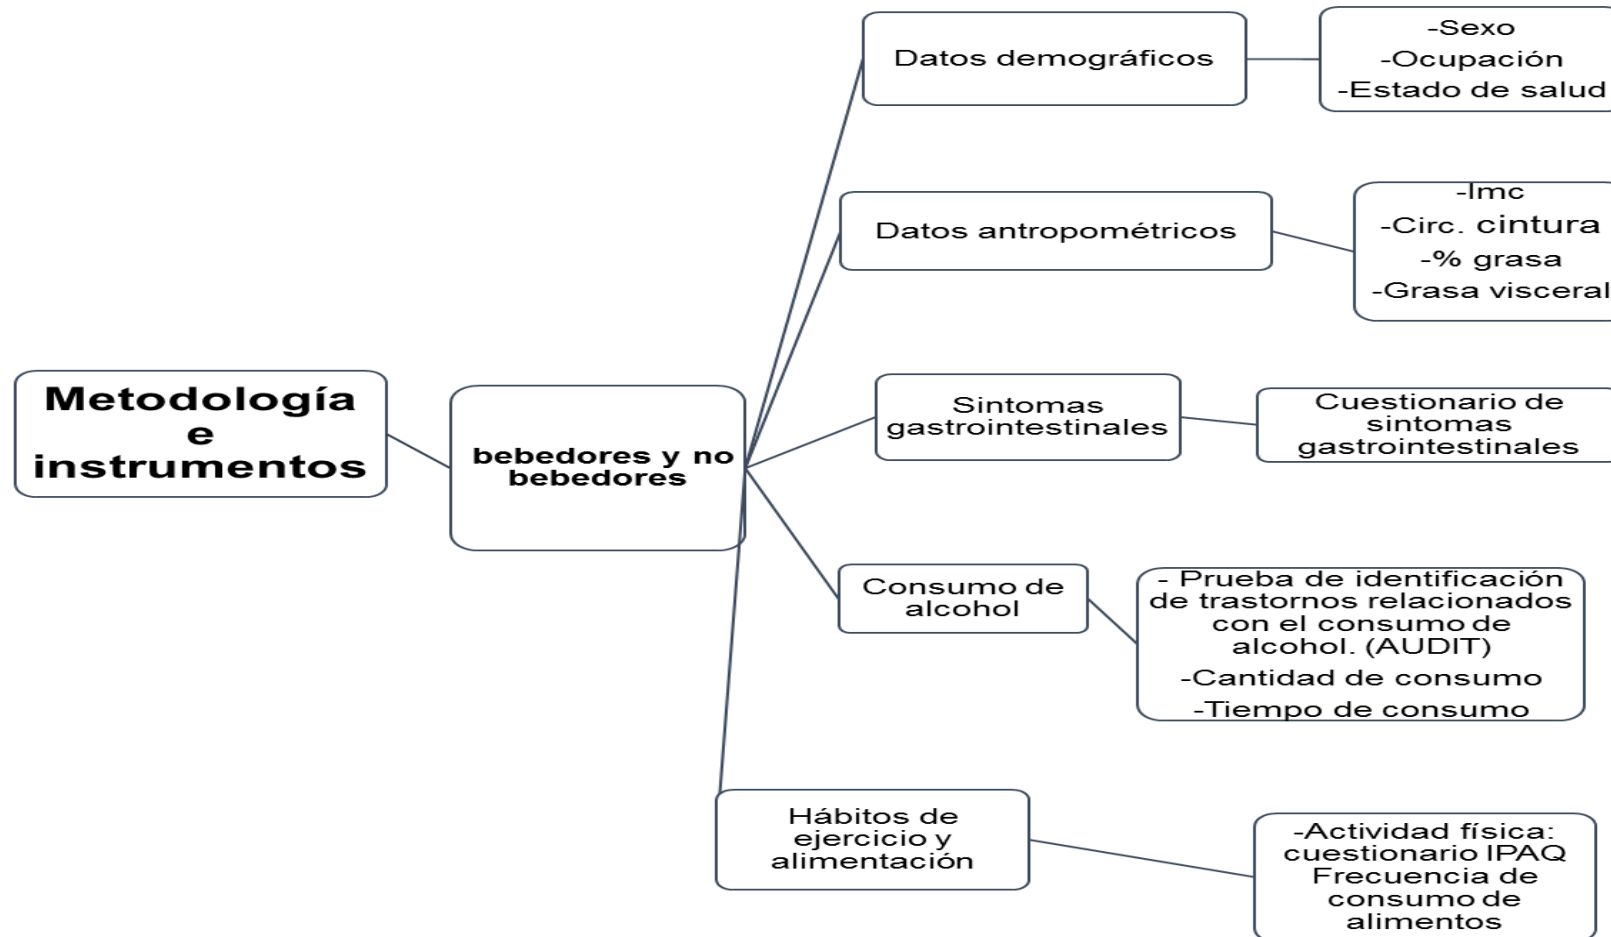 Metodología
e
instrumentos
bebedores y no
bebedores
Datos demográficos
-Sexo
-Ocupación
-Estado de salud
Datos antropométricos
-Imc
-Circ. cintura
-% grasa
-Grasa visceral
Sintomas
gastrointestinales
Cuestionario de
sintomas
gastrointestinales
Consumo de
alcohol
- Prueba de identificación
de trastornos relacionados
con el consumo de
alcohol. (AUDIT)
-Cantidad de consumo
-Tiempo de consumo
Hábitos de
ejercicio y
alimentación
-Actividad física:
cuestionario IPAQ
Frecuencia de
consumo de
alimentos